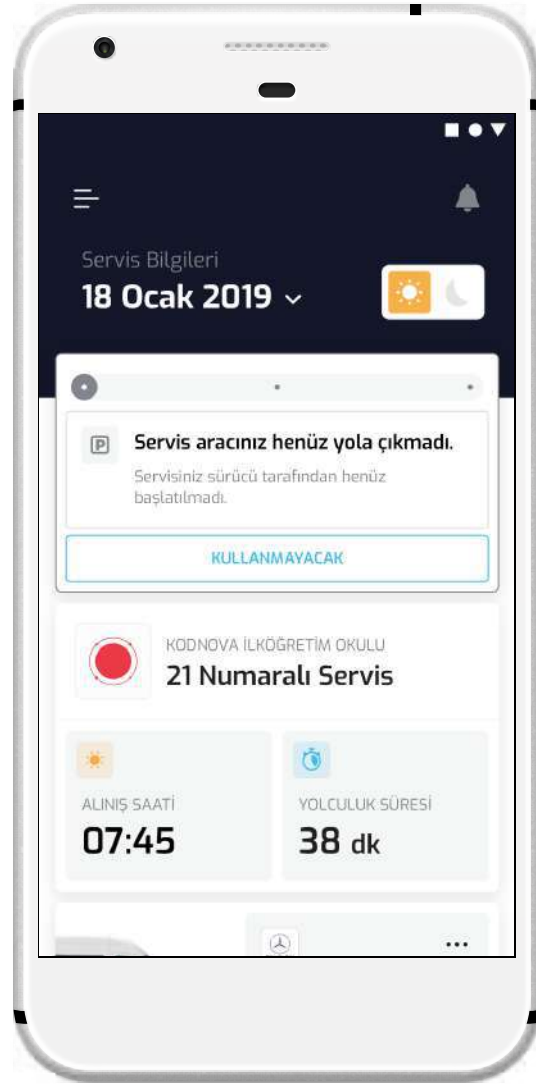 Servis Bilgileri
18 Ocak 2019
Servis aracınız henüz yola çıkmadı.
Servisiniz sürücü tarafından henüz
başlatılmadı.
KULLANMAYACAK
KODNOVA İLKÖĞRETİM OKULU
21 Numaralı Servis
ALINIŞ SAATİ
07:45
YOLCULUK SÜRESİ
38 dk